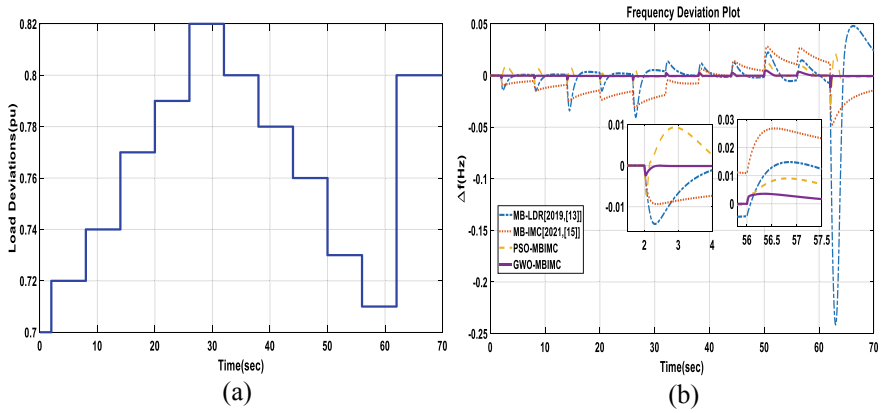 Frequency Deviation Plot
Load Deviations(pu)
0.82
0.8
0.78
0.76
0.74
0.72
0.7
0 10 20 30 40 50 60 70
Time(sec)
(a)
Δf(Hz)
0.05
0
-0.05
-0.1
-0.15
-0.2
-0.25
0 10 20 30 40 50 60 70
Time(sec)
0.01
0
-0.01
2 3 4
0.03
0.02
0.01
0
56 56.5 57 57.5
MB-LDR[2019,[13]]
MB-IMC[2021,[15]]
PSO-MBIMC
GWO-MBIMC
(b)